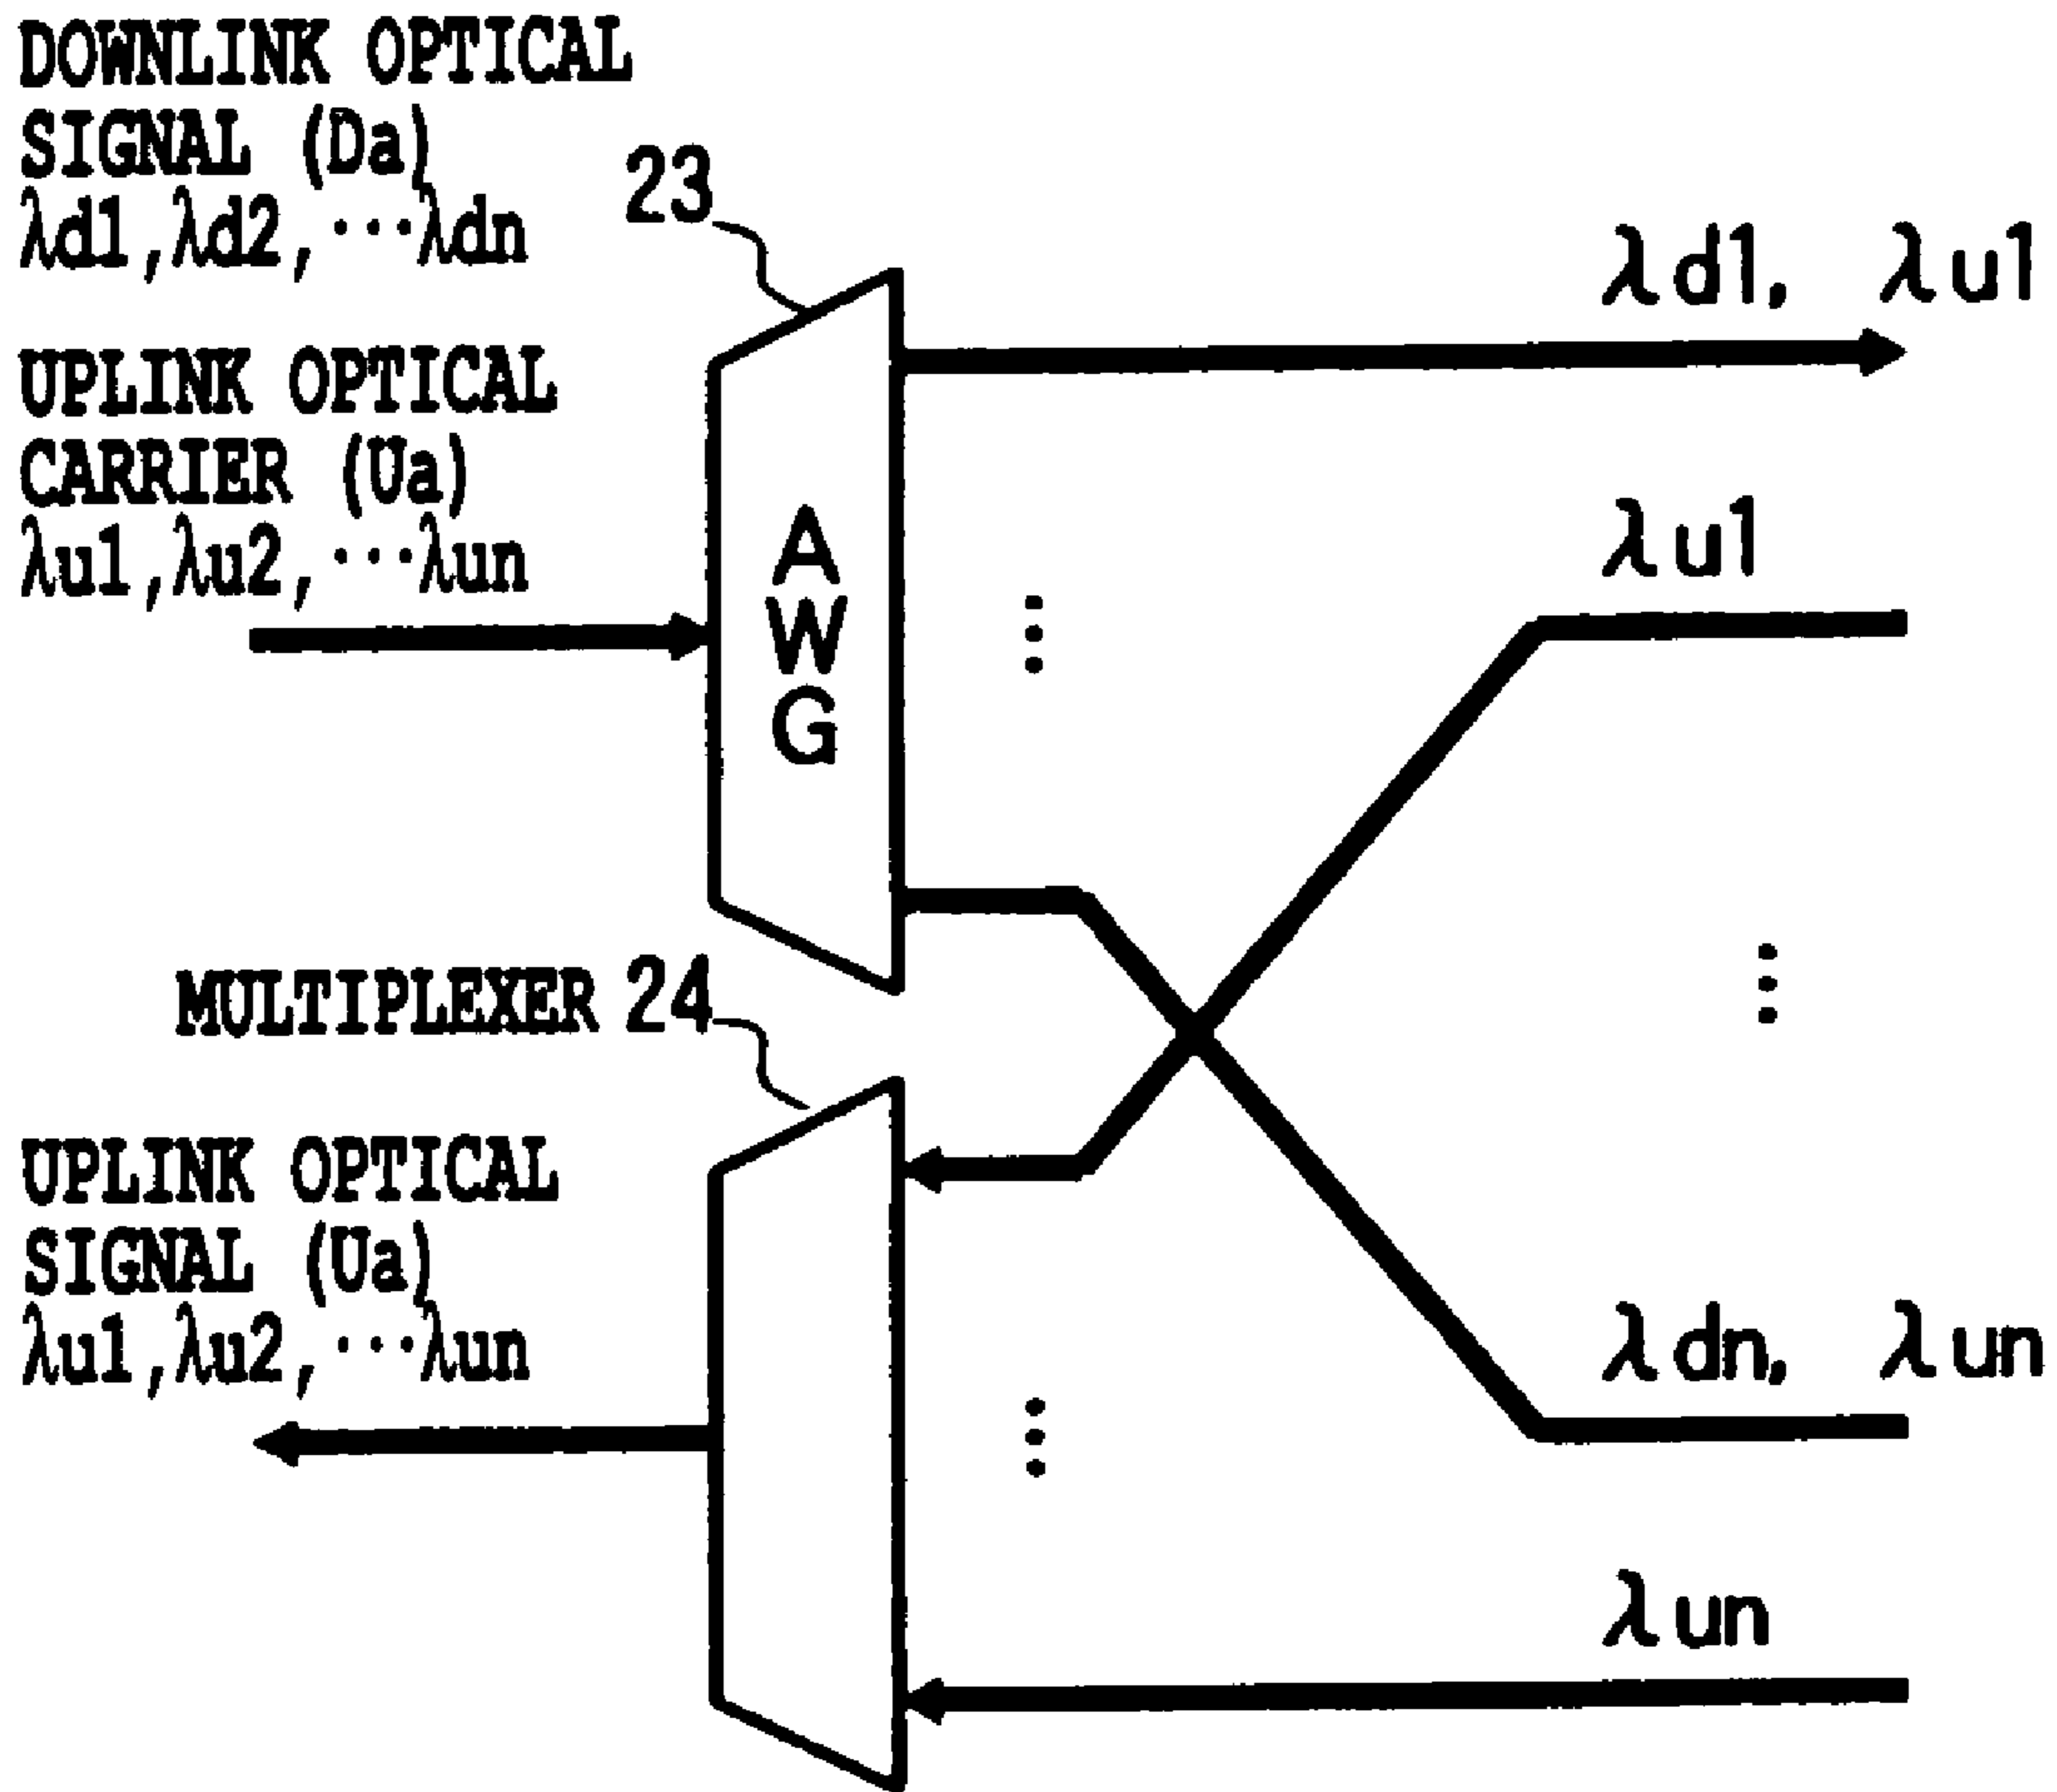 DOWNLINK OPTICAL
SIGNAL (Da)
λd1,λd2,···λdn
23
λd1, λu1
UPLINK OPTICAL
CARRIER (Ua)
λu1,λu2,···λun
λu1
A
W
G
MULTIPLEXER 24
UPLINK OPTICAL
SIGNAL (Ua)
λu1,λu2,···λun
λdn, λun
λun